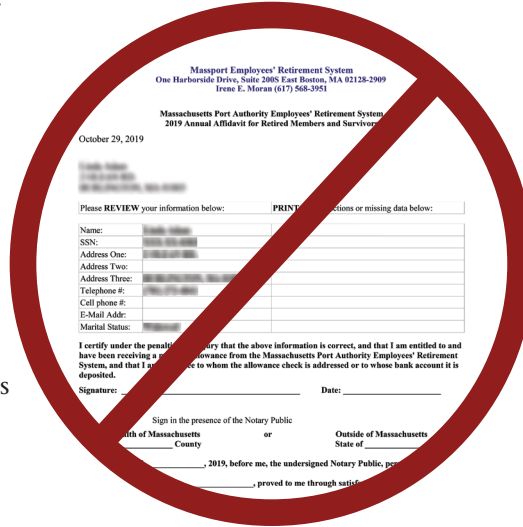 Massport Employees' Retirement System
One Harborside Drive, Suite 200S East Boston, MA 02128-2909
Irene E. Moran (617) 568-3951
Massachusetts Port Authority Employees' Retirement System
2019 Annual Affidavit for Retired Members and Survivors
October 29, 2019
Please REVIEW your information below: PRINT ctions or missing data below:
Name:
SSN:
Address One:
Address Two:
Address Three:
Telephone #:
Cell phone #:
E-Mail Addr:
Marital Status:
I certify under the penalti ury that the above information is correct, and that I am entitled to and
have been receiving a lowance from the Massachusetts Port Authority Employees' Retirement
System, and that I a ee to whom the allowance check is addressed or to whose bank account it is
deposited.
Signature: Date:
s
Sign in the presence of the Notary Public
lth of Massachusetts or Outside of Massachusetts
County State of
, 2019, before me, the undersigned Notary Public, per
, proved to me through satisf